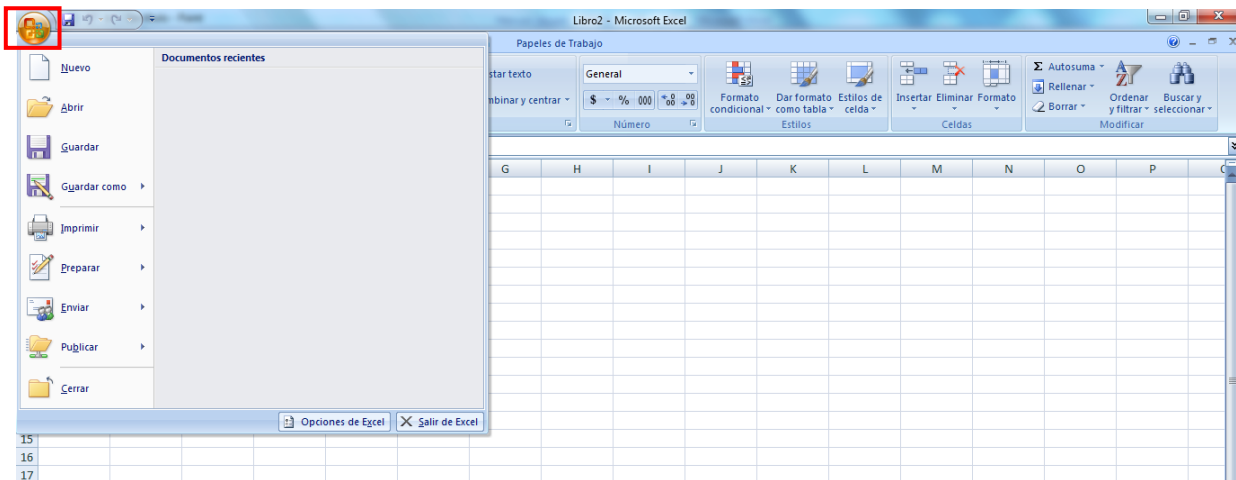 Libro2 - Microsoft Excel
Papeles de Trabajo
Nuevo
Abrir
Guardar
Guardar como
Imprimir
Preparar
Enviar
Publicar
Cerrar
Documentos recientes
Opciones de Excel
Salir de Excel
star texto
nbinar y centrar
General
$ % 000
Número
Formato condicional
Dar formato como tabla
Estilos de celda
Estilos
Insertar Eliminar Formato
Celdas
Σ Autosuma
Rellenar
Borrar
Ordenar y filtrar
Buscar y seleccionar
Modificar
G H I J K L M N O P
15
16
17